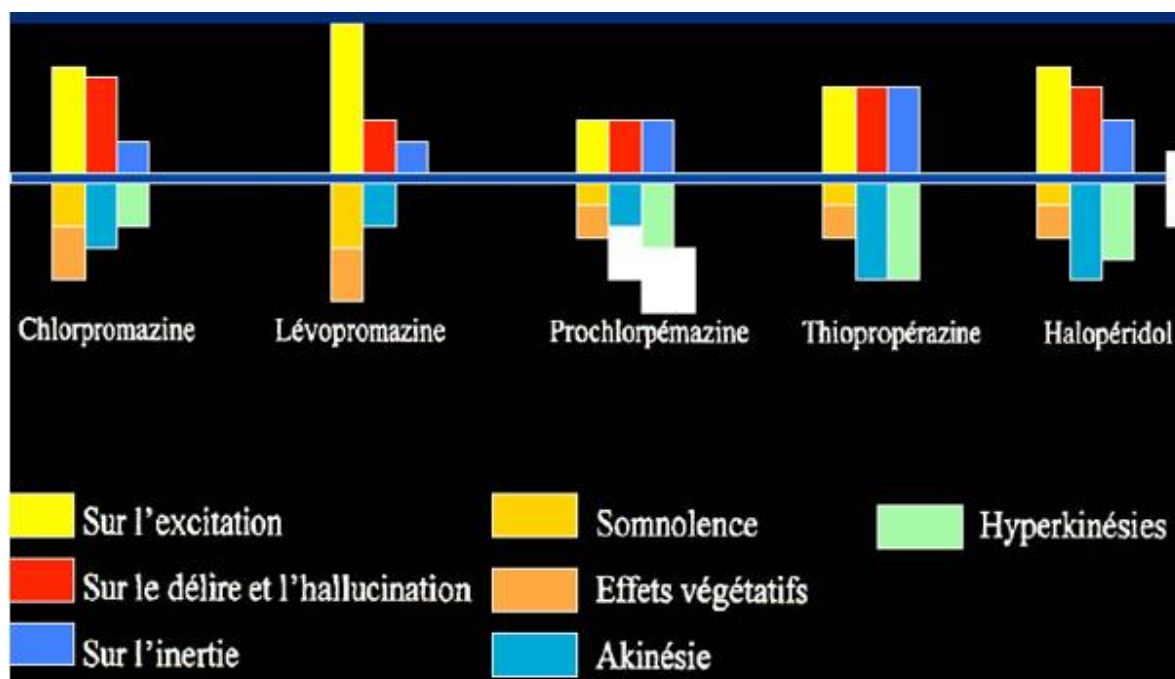 Chlorpromazine Lévopromazine Prochlorpémazine Thiopropérazine Halopéridol
Sur l'excitation Somnolence Hyperkinésies
Sur le délire et l'hallucination Effets végétatifs
Sur l'inertie Akinésie